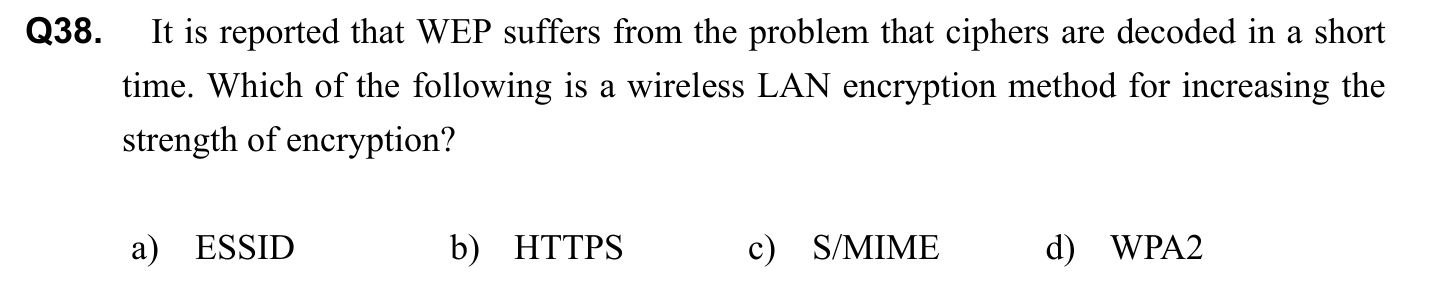 Q38. It is reported that WEP suffers from the problem that ciphers are decoded in a short
time. Which of the following is a wireless LAN encryption method for increasing the
strength of encryption?
a) ESSID b) HTTPS c) S/MIME d) WPA2